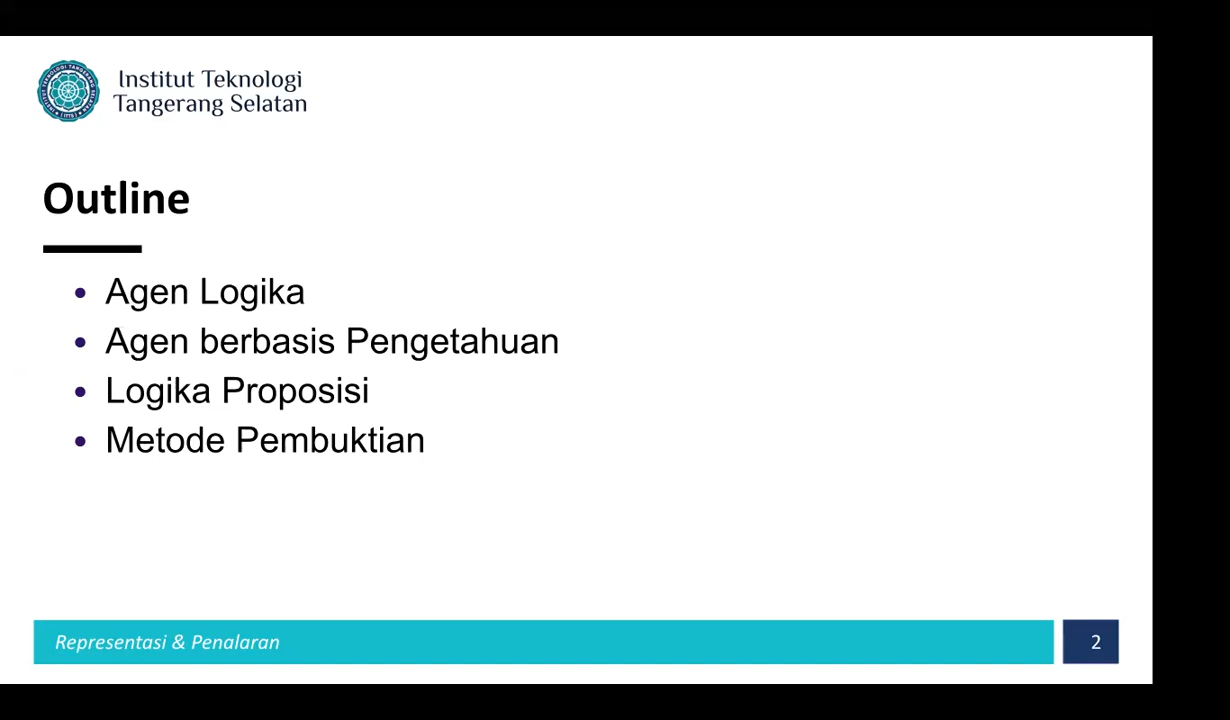 Institut Teknologi
Tangerang Selatan
Outline
• Agen Logika
• Agen berbasis Pengetahuan
• Logika Proposisi
• Metode Pembuktian
Representasi & Penalaran
2